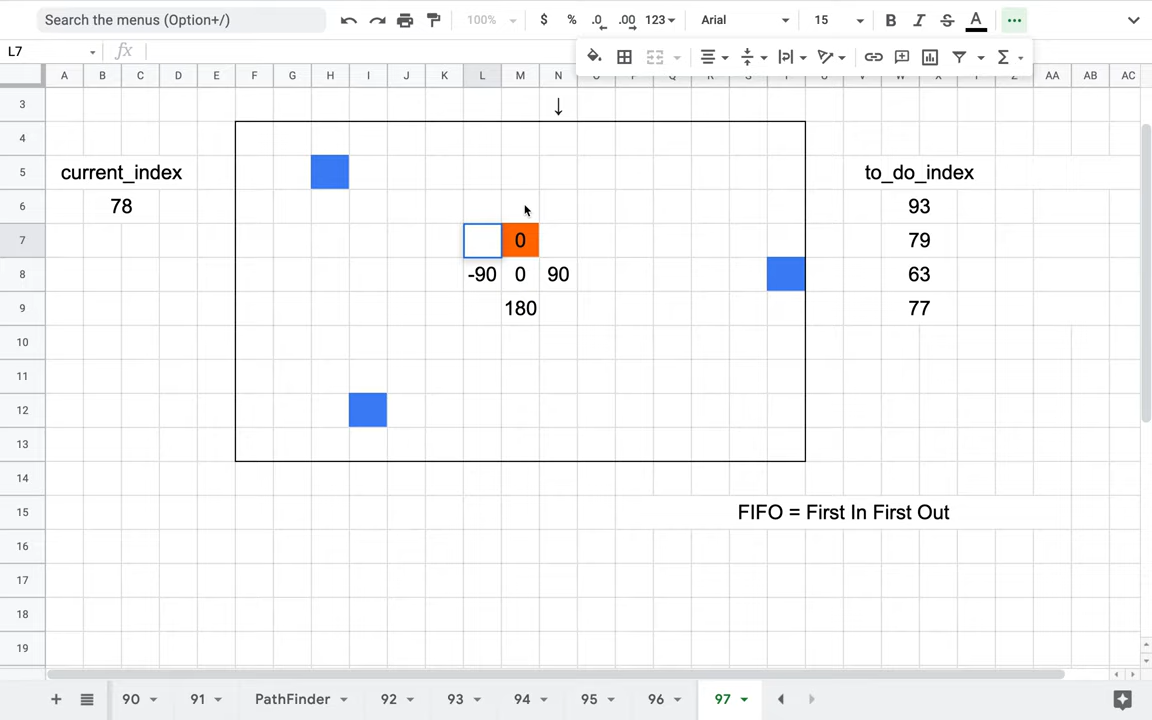 Search the menus (Option+/) 100% $ % .0 .00 123 Arial 15 B I S A
L7 fx
A B C D E F G H I J K L M N O P Q R S T U V W X Y Z AA AB AC
3 ↓
4
5 current_index to_do_index
6 78 93
7 0 79
8 -90 0 90 63
9 180 77
10
11
12
13
14
15 FIFO = First In First Out
16
17
18
19
90 91 PathFinder 92 93 94 95 96 97